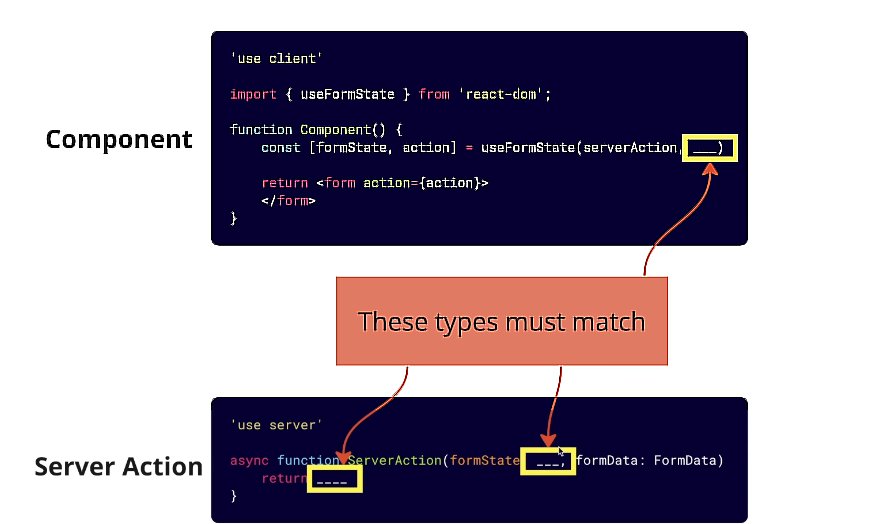 'use client'
import { useFormState } from 'react-dom';
function Component() {
Component
const [formState, action] = useFormState(serverAction, ___)
return <form action={action}>
</form>
}
These types must match
'use server'
Server Action
async function ServerAction(formState ___, formData: FormData)
return ____
}